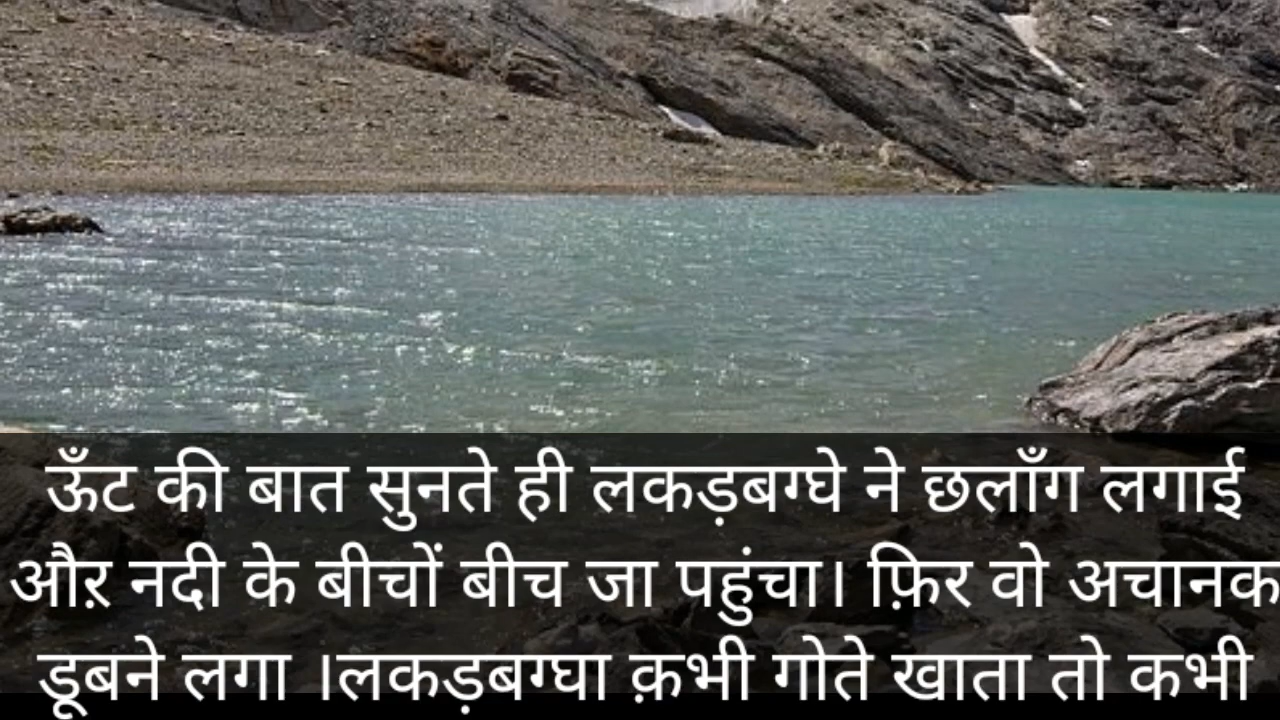 ऊँट की बात सुनते ही लकड़बग्घे ने छलाँग लगाई
औऱ नदी के बीचों बीच जा पहुंचा। फ़िर वो अचानक
डूबने लगा ।लकड़बग्घा क़भी गोते खाता तो कभी